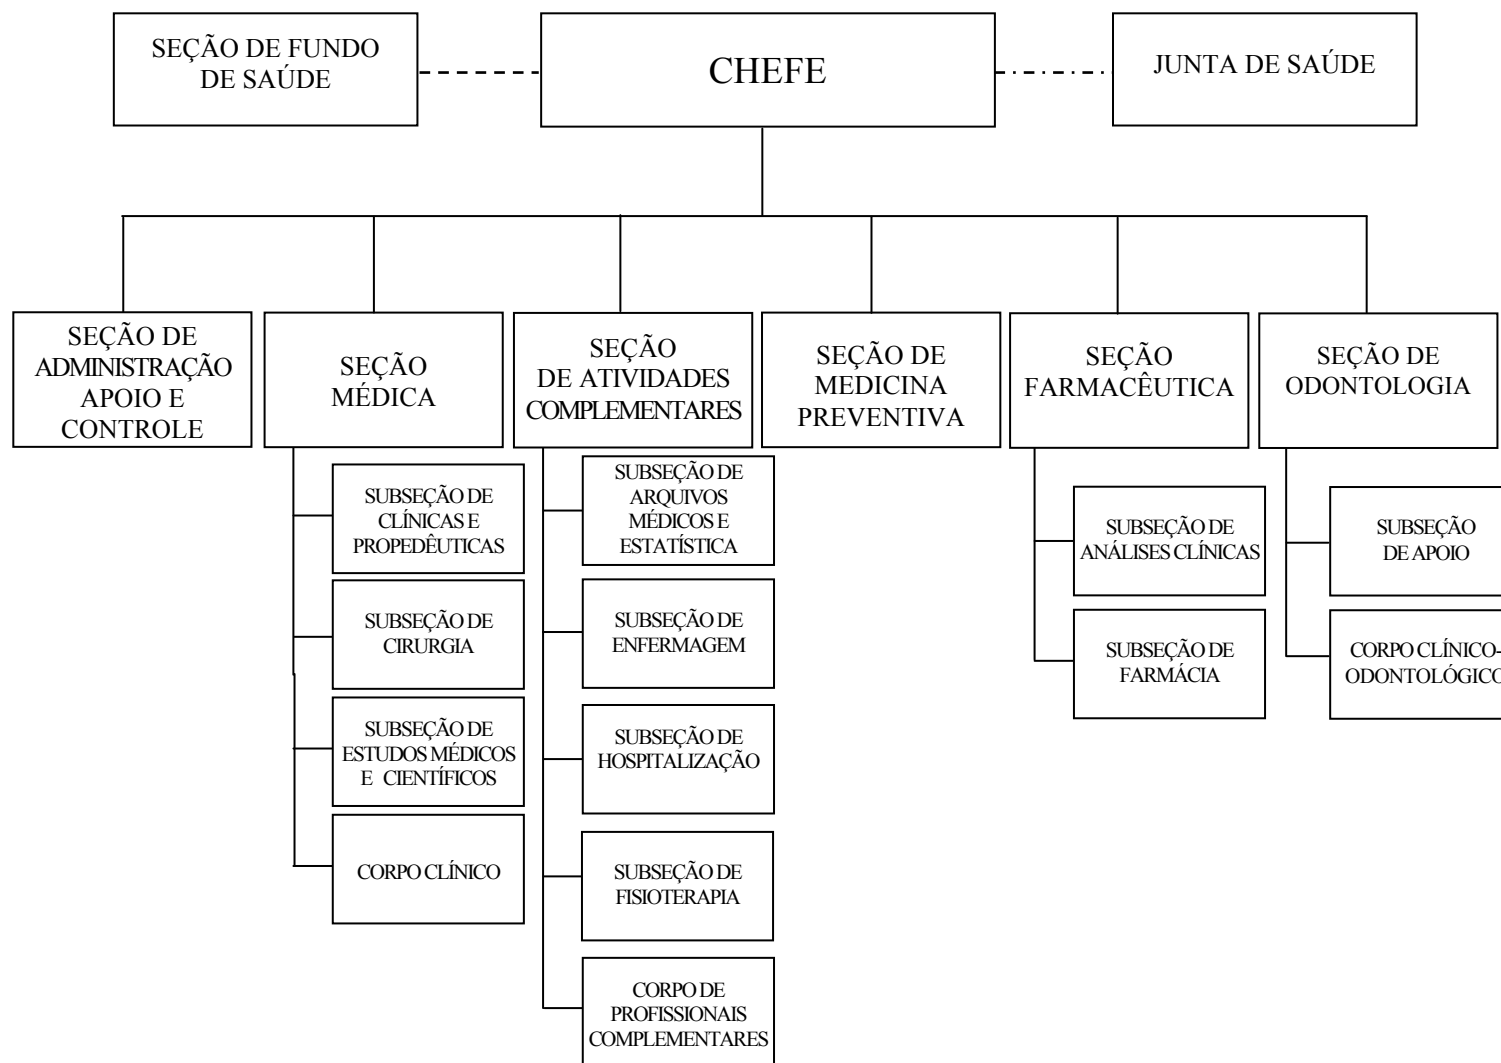 SEÇÃO DE FUNDO
DE SAÚDE
CHEFE
JUNTA DE SAÚDE
SEÇÃO DE
ADMINISTRAÇÃO
APOIO E
CONTROLE
SEÇÃO
MÉDICA
SEÇÃO
DE ATIVIDADES
COMPLEMENTARES
SEÇÃO DE
MEDICINA
PREVENTIVA
SEÇÃO
FARMACÊUTICA
SEÇÃO DE
ODONTOLOGIA
SUBSEÇÃO DE
CLÍNICAS E
PROPEDÊUTICAS
SUBSEÇÃO DE
CIRURGIA
SUBSEÇÃO DE
ESTUDOS MÉDICOS
E CIENTÍFICOS
CORPO CLÍNICO
SUBSEÇÃO DE
ARQUIVOS
MÉDICOS E
ESTATÍSTICA
SUBSEÇÃO DE
ENFERMAGEM
SUBSEÇÃO DE
HOSPITALIZAÇÃO
SUBSEÇÃO DE
FISIOTERAPIA
CORPO DE
PROFISSIONAIS
COMPLEMENTARES
SUBSEÇÃO DE
ANÁLISES CLÍNICAS
SUBSEÇÃO DE
FARMÁCIA
SUBSEÇÃO
DE APOIO
CORPO CLÍNICO-
ODONTOLÓGICO